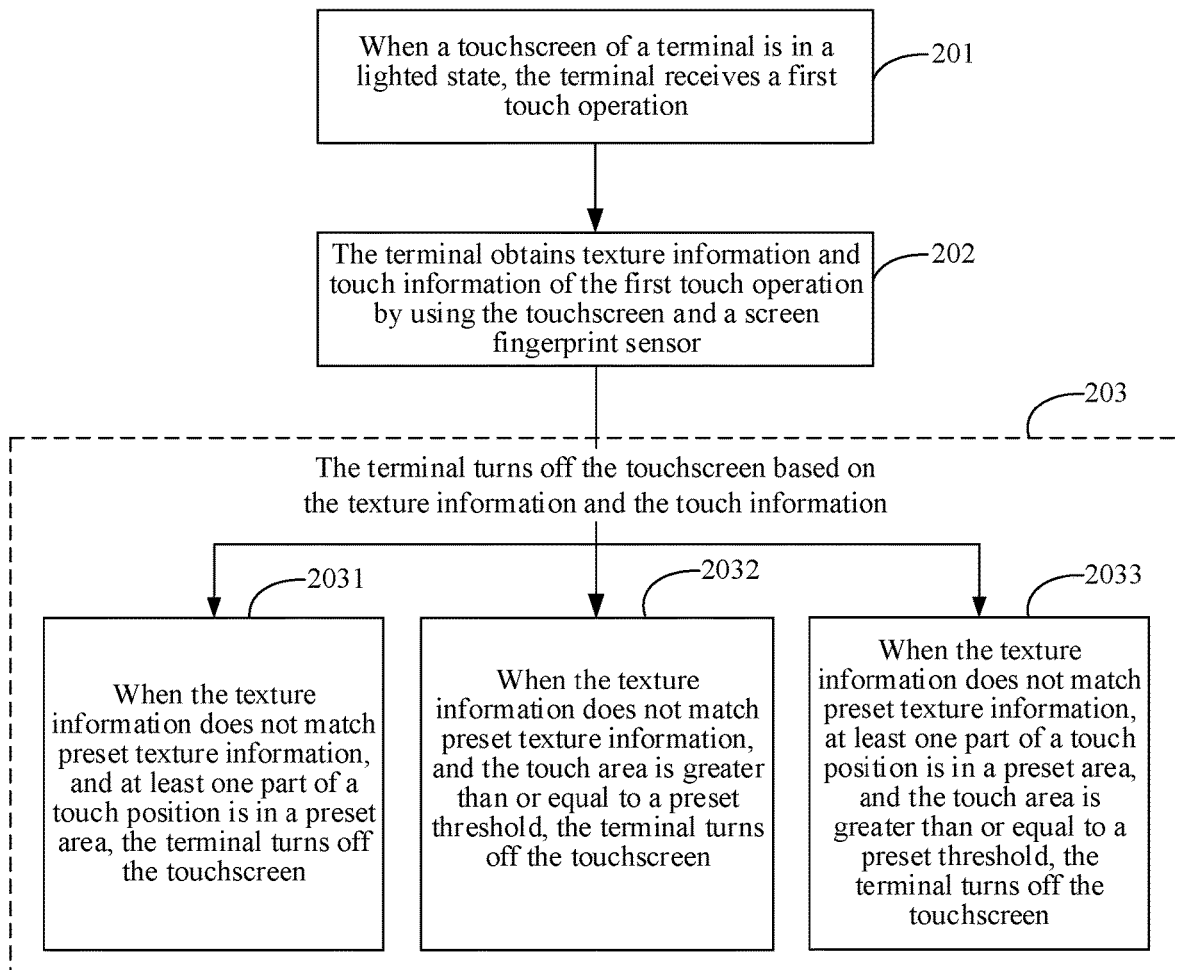 When a touchscreen of a terminal is in a
lighted state, the terminal receives a first
touch operation
201
The terminal obtains texture information and
touch information of the first touch operation
by using the touchscreen and a screen
fingerprint sensor
202
203
The terminal turns off the touchscreen based on
the texture information and the touch information
2031
When the texture
information does not match
preset texture information,
and at least one part of a
touch position is in a preset
area, the terminal turns off
the touchscreen
2032
When the texture
information does not match
preset texture information,
and the touch area is greater
than or equal to a preset
threshold, the terminal turns
off the touchscreen
2033
When the texture
information does not match
preset texture information,
at least one part of a touch
position is in a preset area,
and the touch area is
greater than or equal to a
preset threshold, the
terminal turns off the
touchscreen